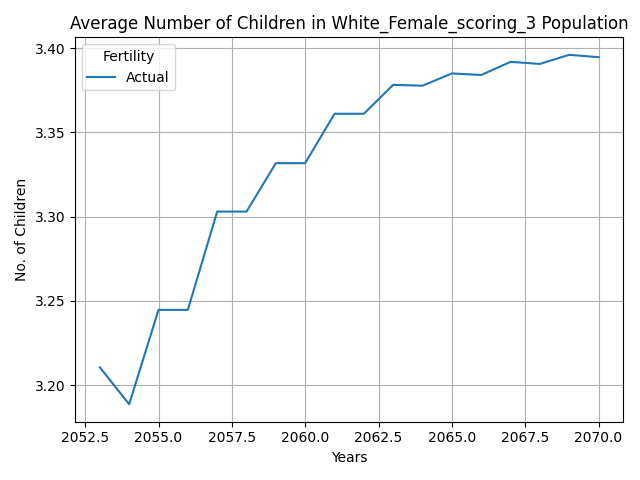 Average Number of Children in White_Female_scoring_3 Population
Fertility
Actual
No. of Children
3.40
3.35
3.30
3.25
3.20
2052.5 2055.0 2057.5 2060.0 2062.5 2065.0 2067.5 2070.0
Years